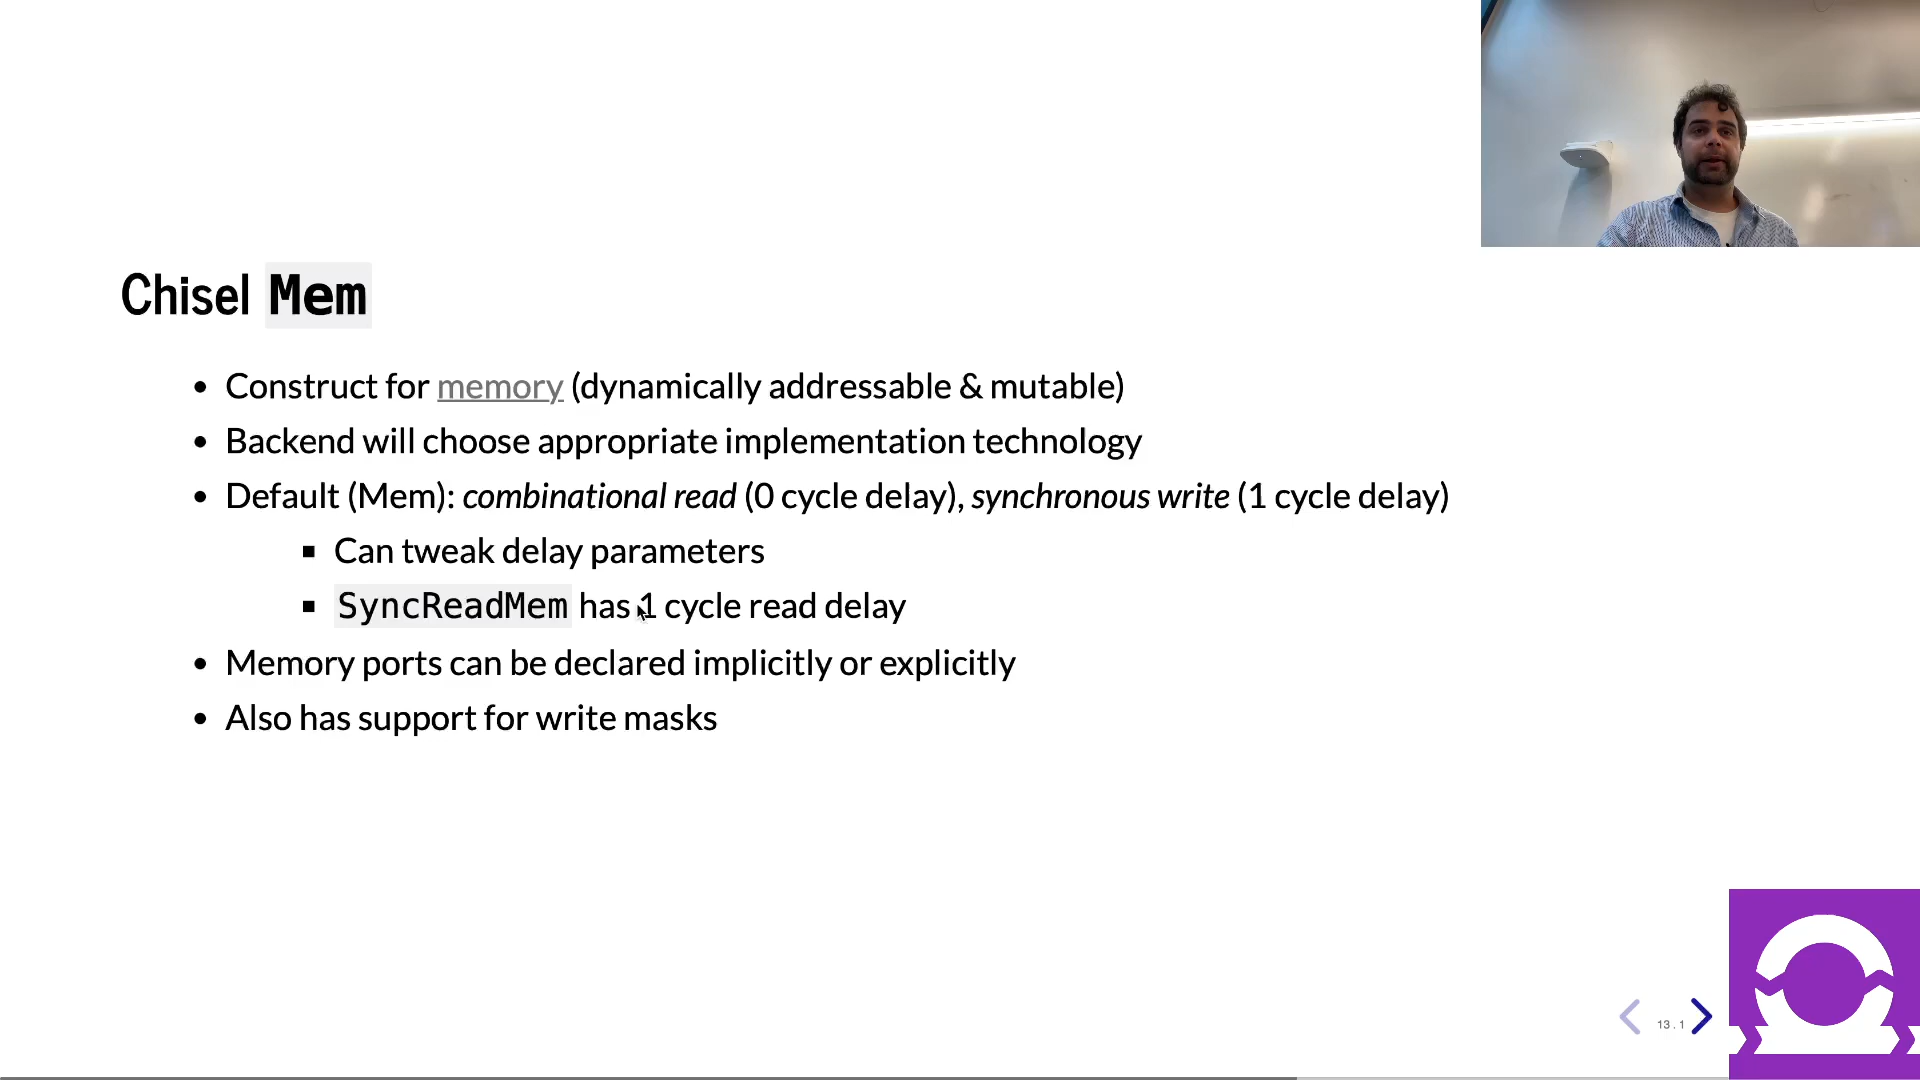 Chisel Mem
Construct for memory (dynamically addressable & mutable)
Backend will choose appropriate implementation technology
Default (Mem): combinational read (0 cycle delay), synchronous write (1 cycle delay)
Can tweak delay parameters
SyncReadMem has 1 cycle read delay
Memory ports can be declared implicitly or explicitly
Also has support for write masks
13.1